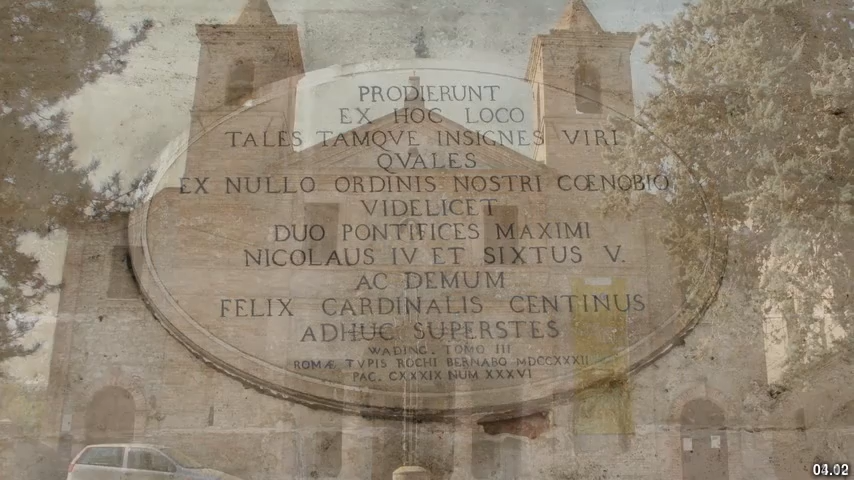 PRODIERUNT
EX HOC LOCO
TALES TAMQVE INSIGNES VIRI
QVALES
EX NULLO ORDINIS NOSTRI CŒNOBIO
VIDELICET
DUO PONTIFICES MAXIMI
NICOLAUS IV ET SIXTUS V.
AC DEMUM
FELIX CARDINALIS CENTINUS
ADHUC SUPERSTES
WADING. TOMO III
ROMÆ TVPIS ROCHI BERNABO MDCCXXXII
PAG. CXXXIX NUM XXXVI
04.02